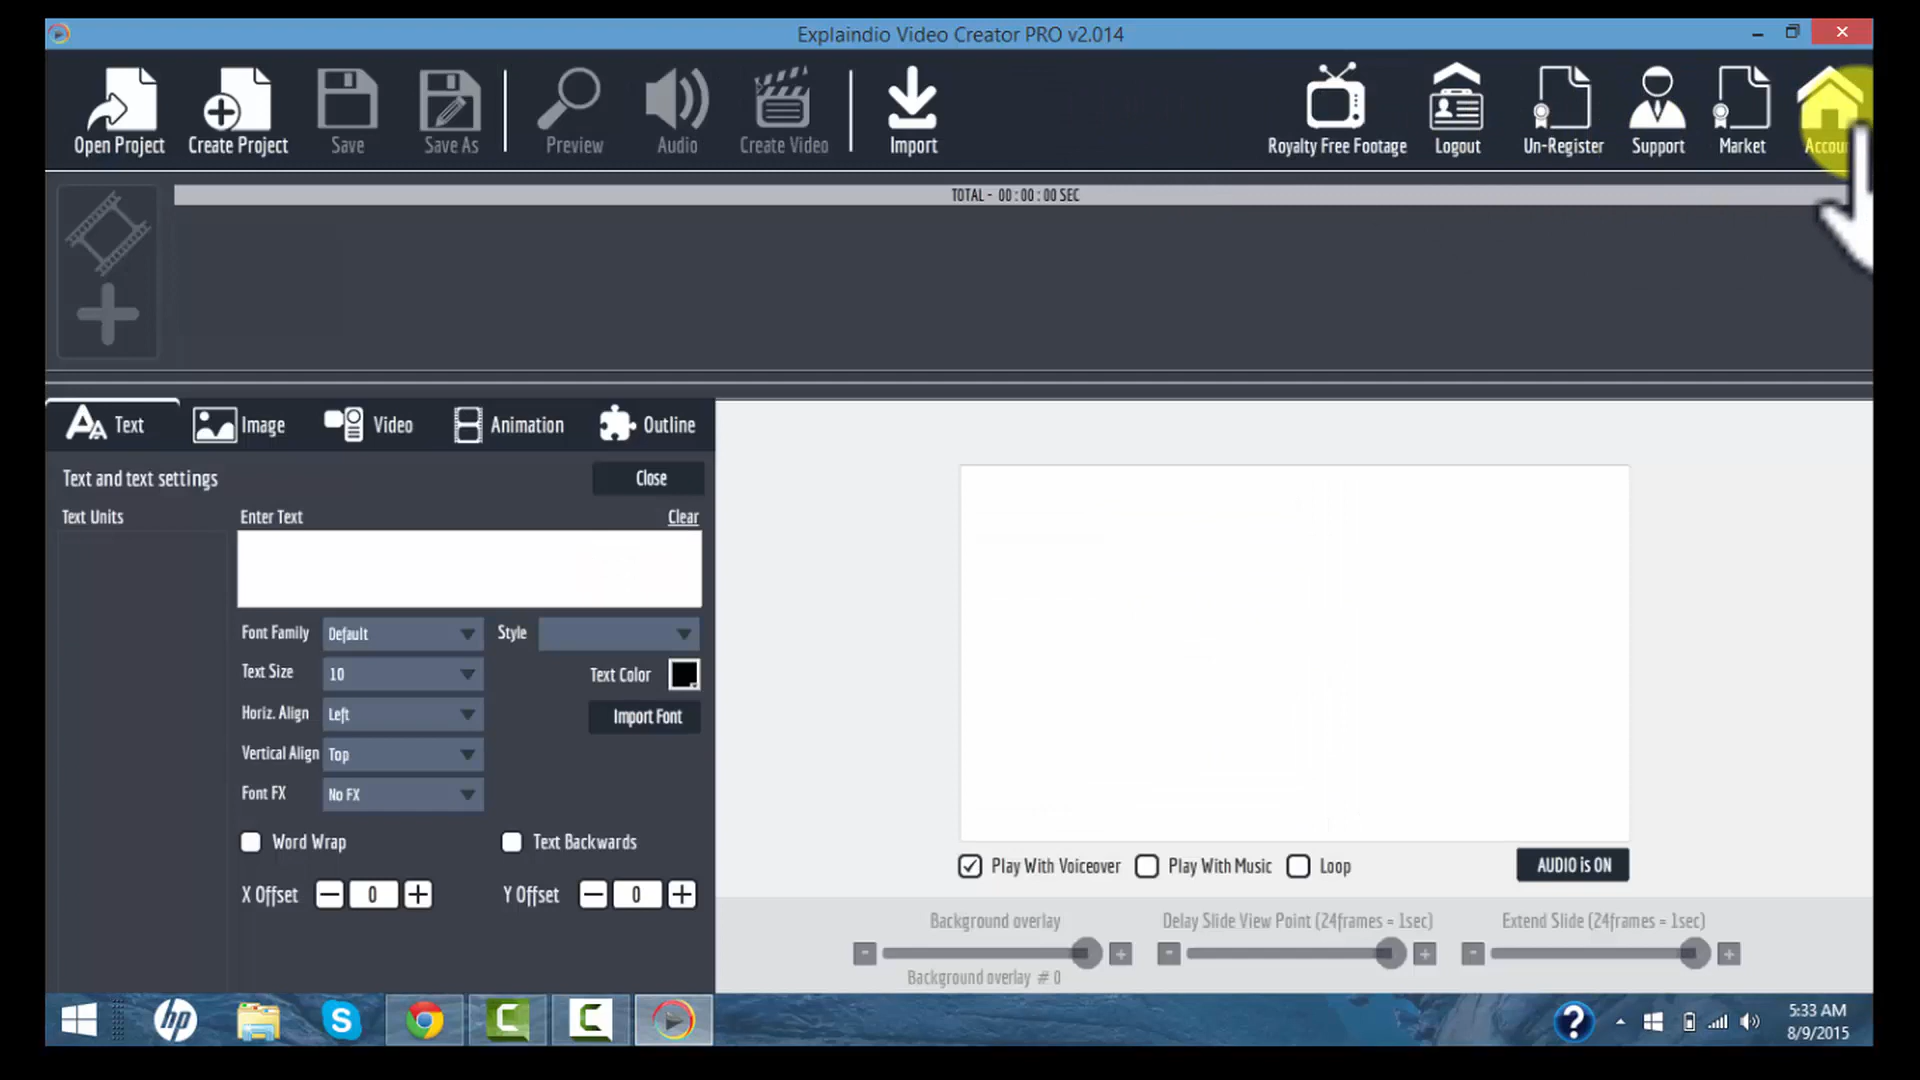 Explaindio Video Creator PRO v2.014
Open Project
Create Project
Save
Save As
Preview
Audio
Create Video
Import
Royalty Free Footage
Logout
Un-Register
Support
Market
TOTAL - 00:00:00 SEC
Text
Image
Video
Animation
Outline
Text and text settings
Close
Text Units
Enter Text
Clear
Font Family
Default
Style
Text Size
10
Text Color
Horiz. Align
Left
Import Font
Vertical Align
Top
Font FX
No FX
Word Wrap
Text Backwards
X Offset
0
Y Offset
0
Play With Voiceover
Play With Music
Loop
AUDIO is ON
Background overlay
Delay Slide View Point (24frames = 1sec)
Extend Slide (24frames = 1sec)
Background overlay # 0
hp
5:33 AM
8/9/2015